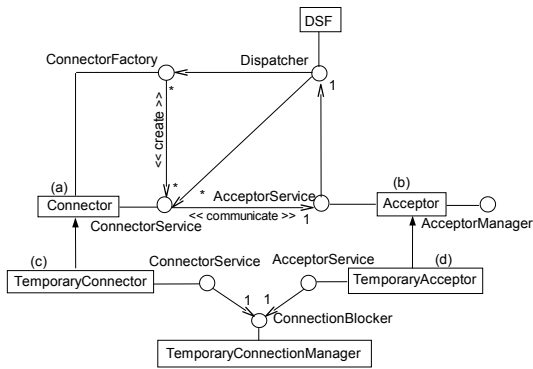 DSF
ConnectorFactory
Dispatcher
*
1
<< create >>
(a)
*
*
AcceptorService
(b)
Connector
Acceptor
ConnectorService
<< communicate >>
1
AcceptorManager
(c)
ConnectorService
AcceptorService
(d)
TemporaryConnector
TemporaryAcceptor
1
1
ConnectionBlocker
TemporaryConnectionManager